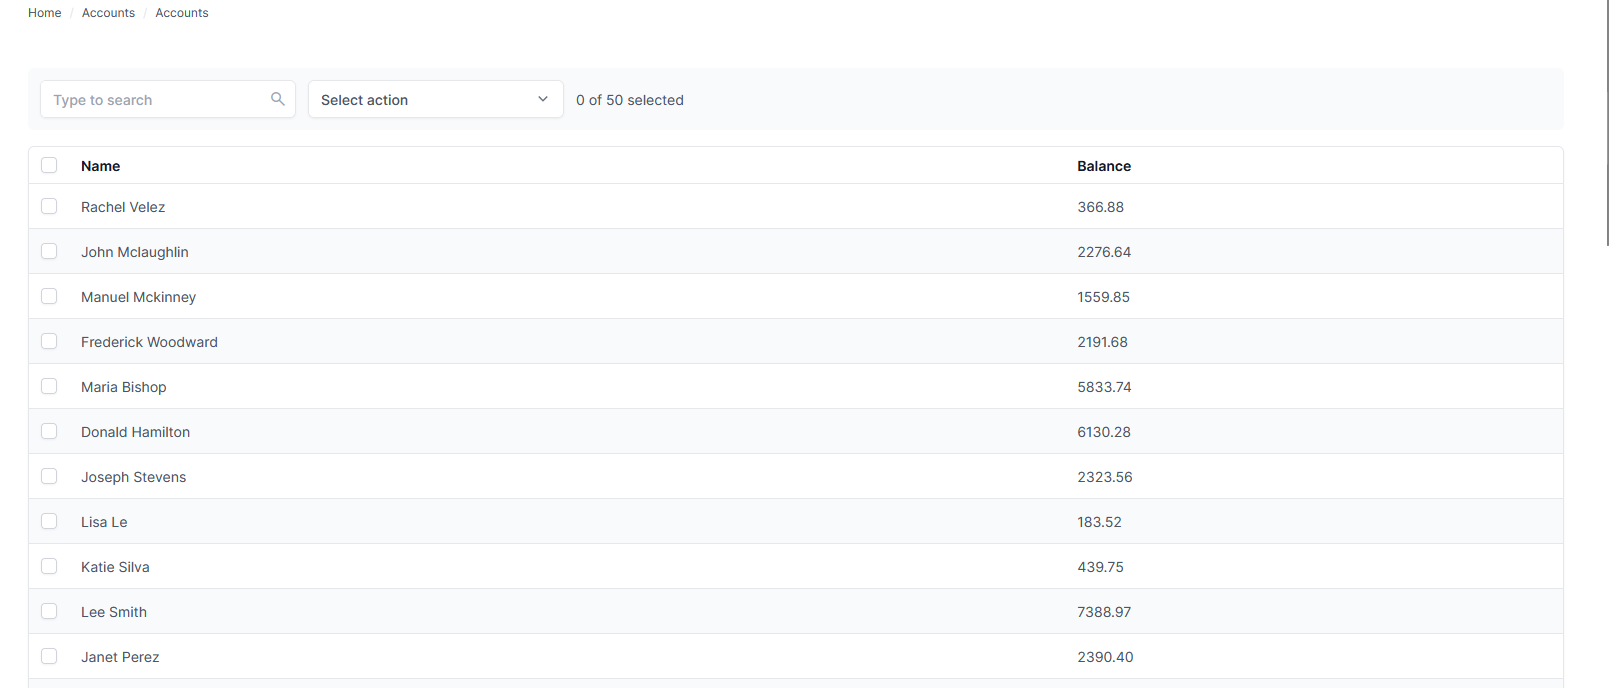 Home / Accounts / Accounts
Type to search Select action 0 of 50 selected
Name Balance
Rachel Velez 366.88
John Mclaughlin 2276.64
Manuel Mckinney 1559.85
Frederick Woodward 2191.68
Maria Bishop 5833.74
Donald Hamilton 6130.28
Joseph Stevens 2323.56
Lisa Le 183.52
Katie Silva 439.75
Lee Smith 7388.97
Janet Perez 2390.40